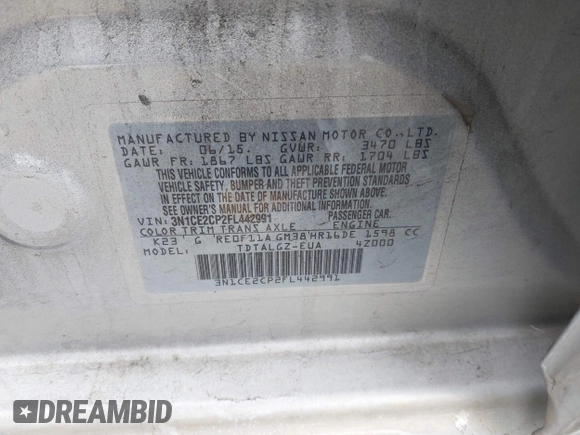 MANUFACTURED BY NISSAN MOTOR CO.,LTD.
DATE: 06/15. GVWR: 3470 LBS
GAWR FR: 1867 LBS GAWR RR: 1704 LBS
THIS VEHICLE CONFORMS TO ALL APPLICABLE FEDERAL MOTOR
VEHICLE SAFETY, BUMPER AND THEFT PREVENTION STANDARDS
IN EFFECT ON THE DATE OF MANUFACTURE SHOWN ABOVE.
SEE OWNER'S MANUAL. PASSENGER CAR
VIN: 3N1CE2CP2FL442991
COLOR TRIM TRANS AXLE ENGINE
K23 G RE0F11A GM38 HR16DE 1598 CC
MODEL: TDTALGZ-EUA 4Z000
3N1CE2CP2FL442991
DREAMBID